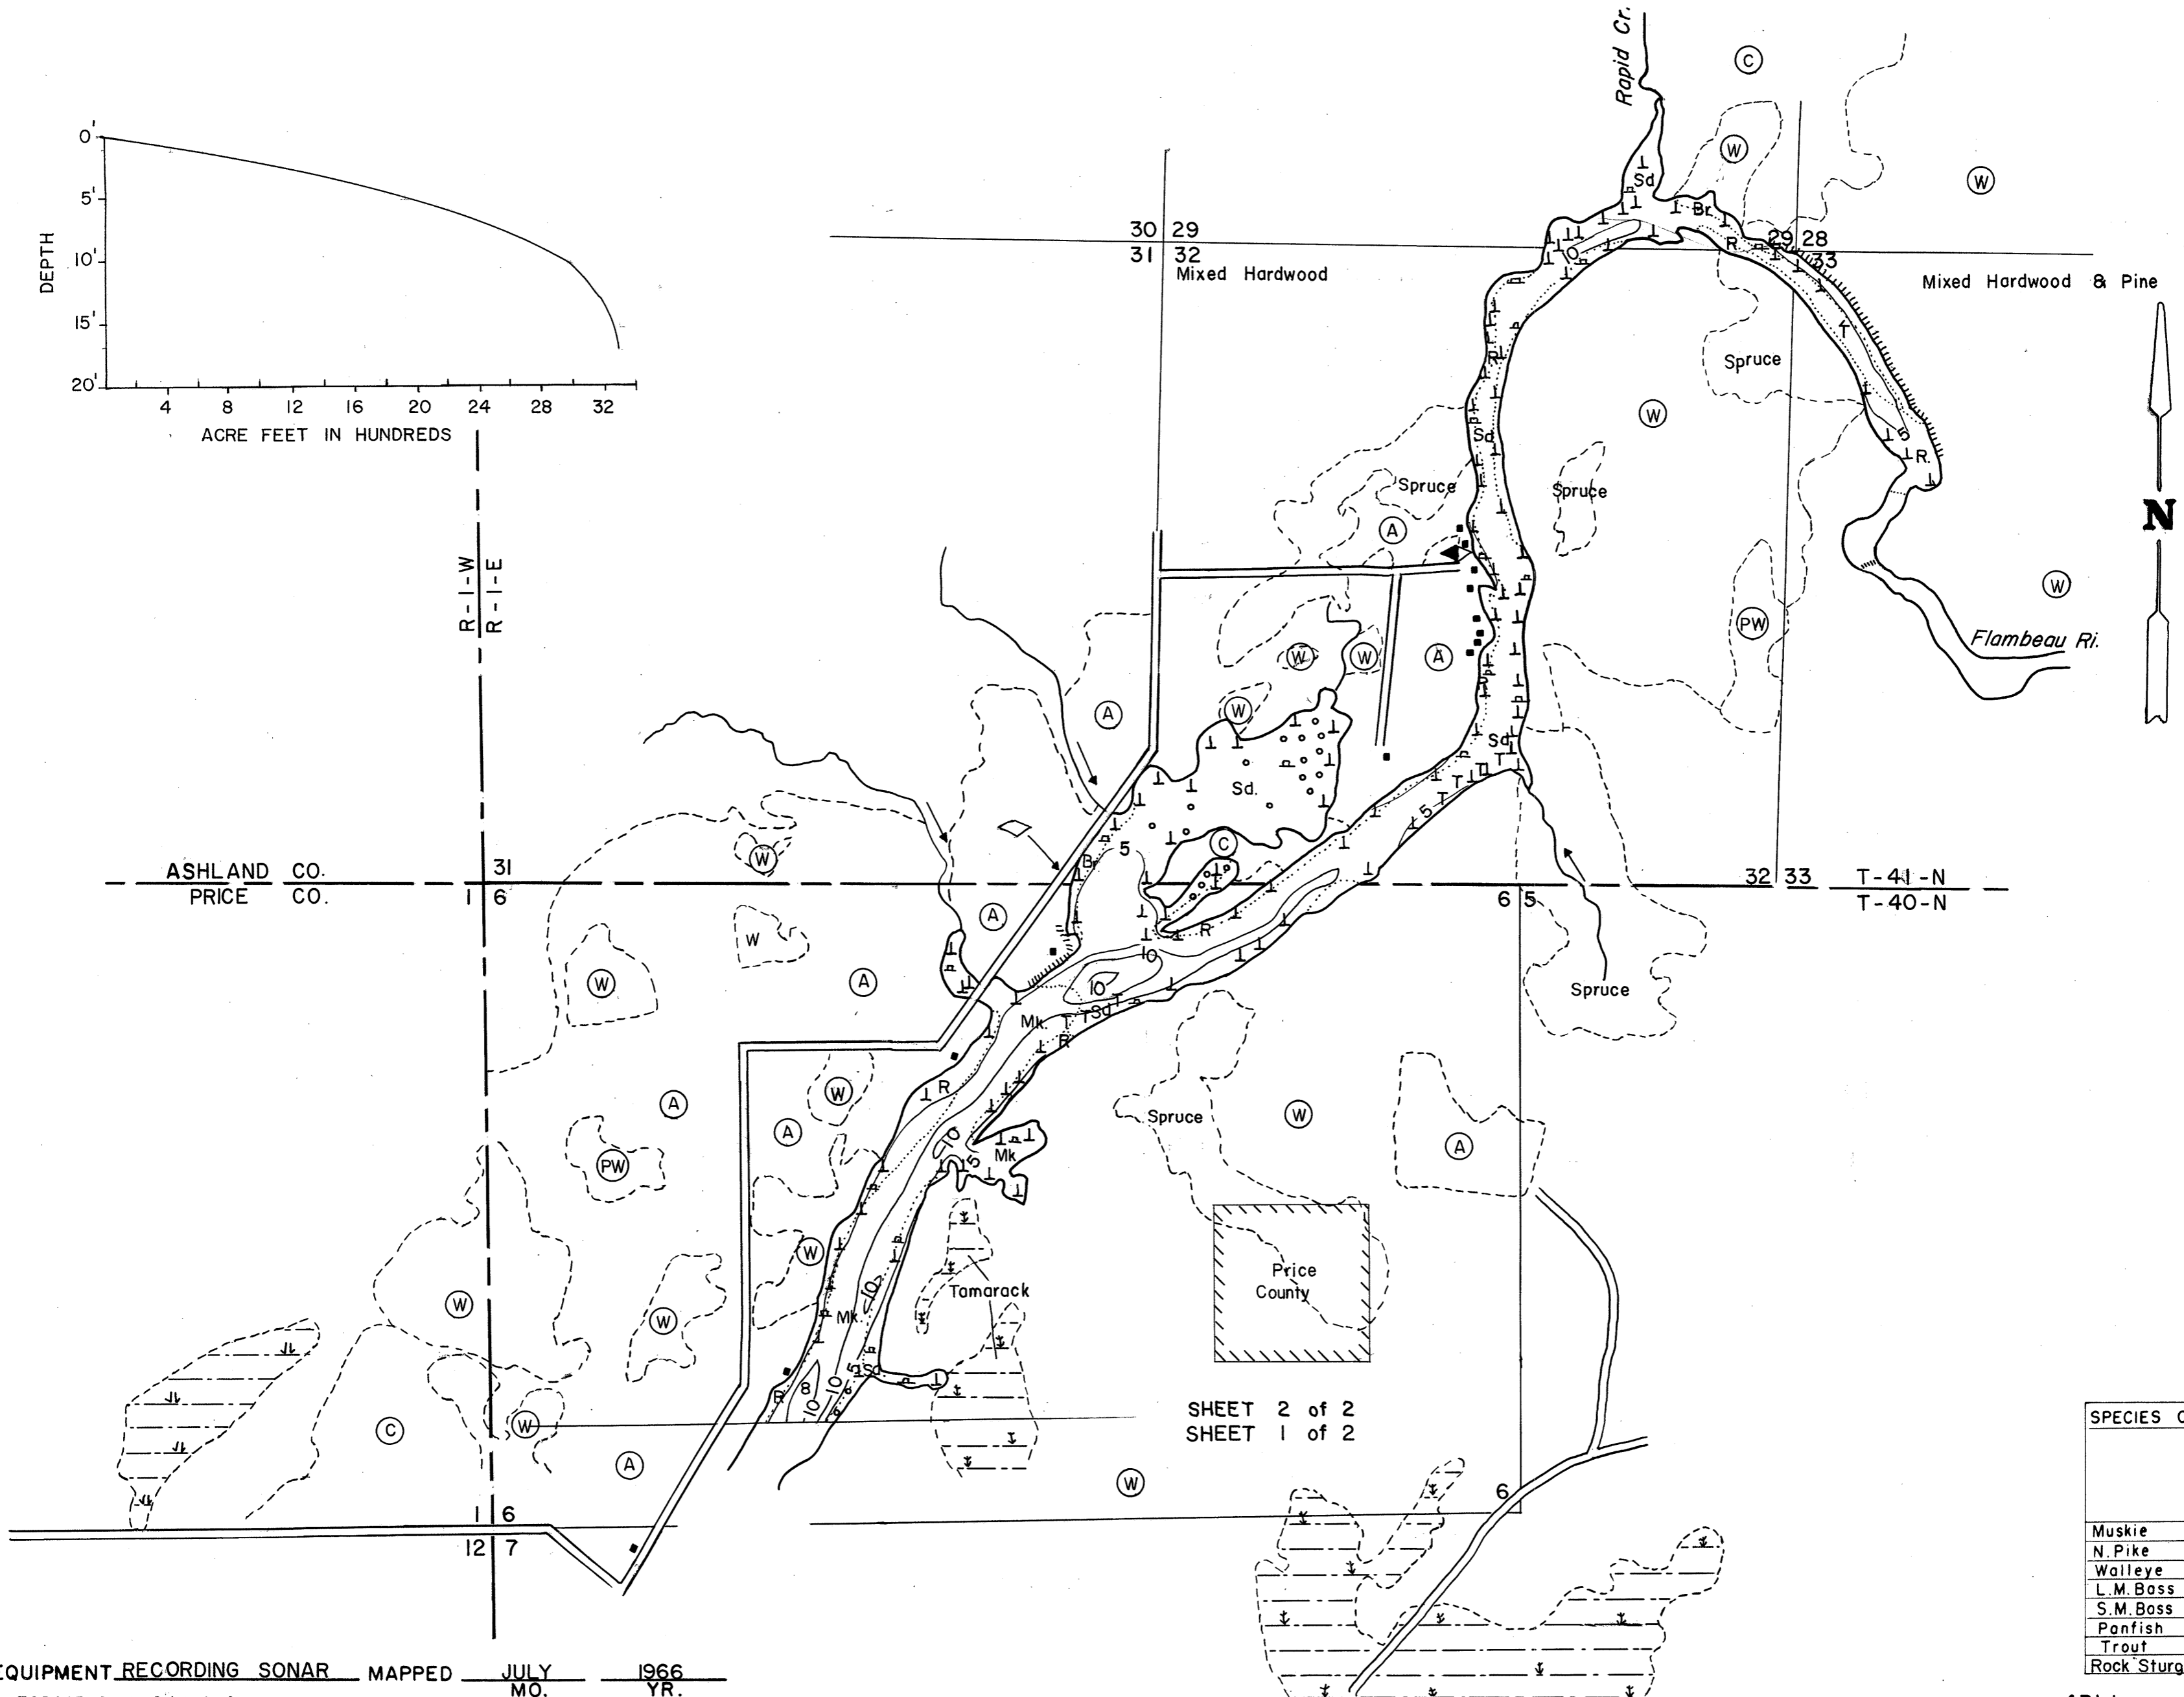 Rapid Cr.
C
W
W
0'
5'
10'
15'
20'
DEPTH
4 8 12 16 20 24 28 32
ACRE FEET IN HUNDREDS
Sd
Br.
30 29
31 32
Mixed Hardwood
10
R
29 28
33
Mixed Hardwood & Pine
R
Spruce
W
Sd
5
R.
Spruce
Spruce
A
N
R-1-W
R-1-E
W
PW
Flambeau Ri.
W
W
A
W
A
Sd
Sd.
5
C
Br
5
W
ASHLAND CO.
PRICE CO.
31
1 6
32 33
6 5
T-41-N
T-40-N
A
W
R
10
W
A
10
Spruce
Sd
Mk.
R
R
W
A
A
Spruce
W
A
PW
10
5
Mk
W
Price
County
Tamarack
10
W
W
Mk.
5
Sd
8
R
10
10
SHEET 2 of 2
SHEET 1 of 2
W
C
A
W
6
1 6
12 7
SPECIES
Muskie
N. Pike
Walleye
L.M. Bass
S.M. Bass
Panfish
Trout
Rock Sturg
EQUIPMENT RECORDING SONAR MAPPED JULY 1966
MO. YR.